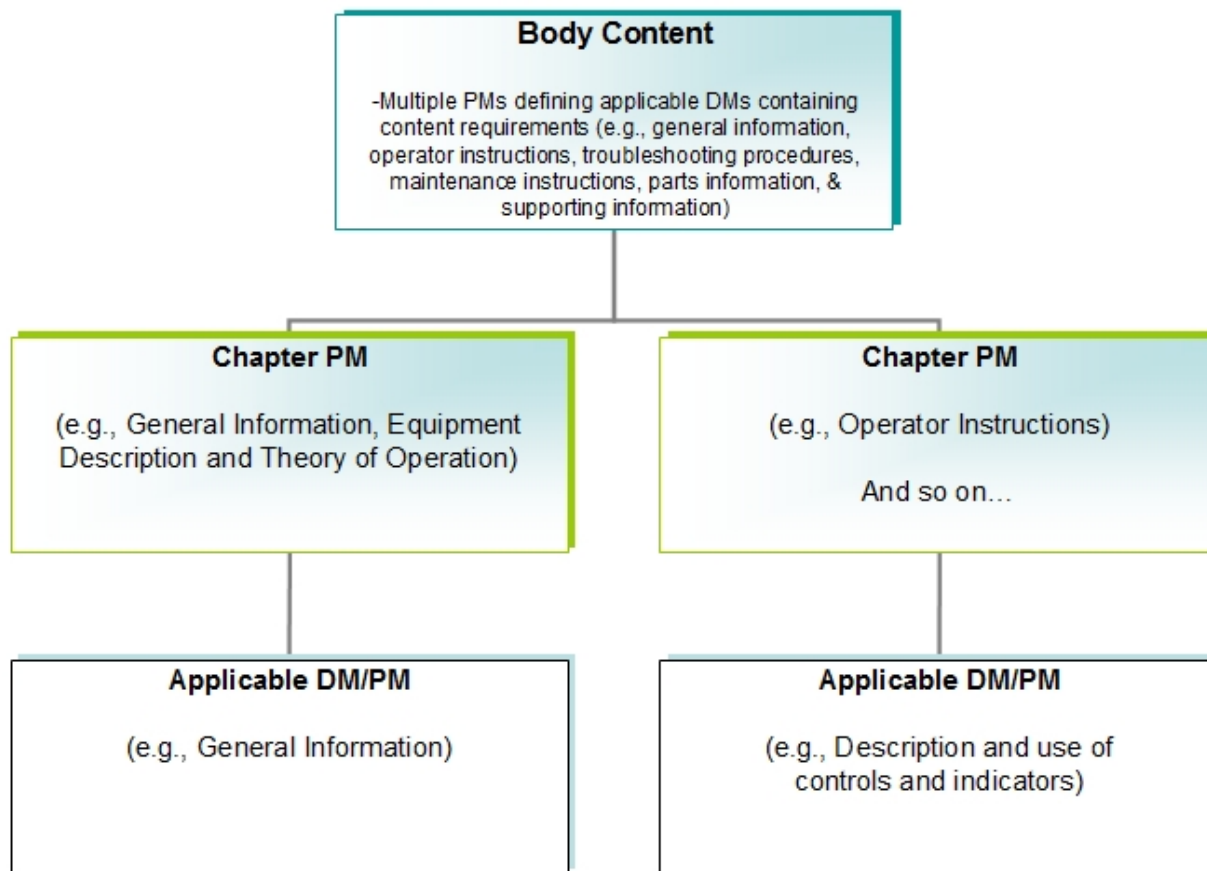 Body Content
-Multiple PMs defining applicable DMs containing
content requirements (e.g., general information,
operator instructions, troubleshooting procedures,
maintenance instructions, parts information, &
supporting information)
Chapter PM
(e.g., General Information, Equipment
Description and Theory of Operation)
Chapter PM
(e.g., Operator Instructions)
And so on…
Applicable DM/PM
(e.g., General Information)
Applicable DM/PM
(e.g., Description and use of
controls and indicators)